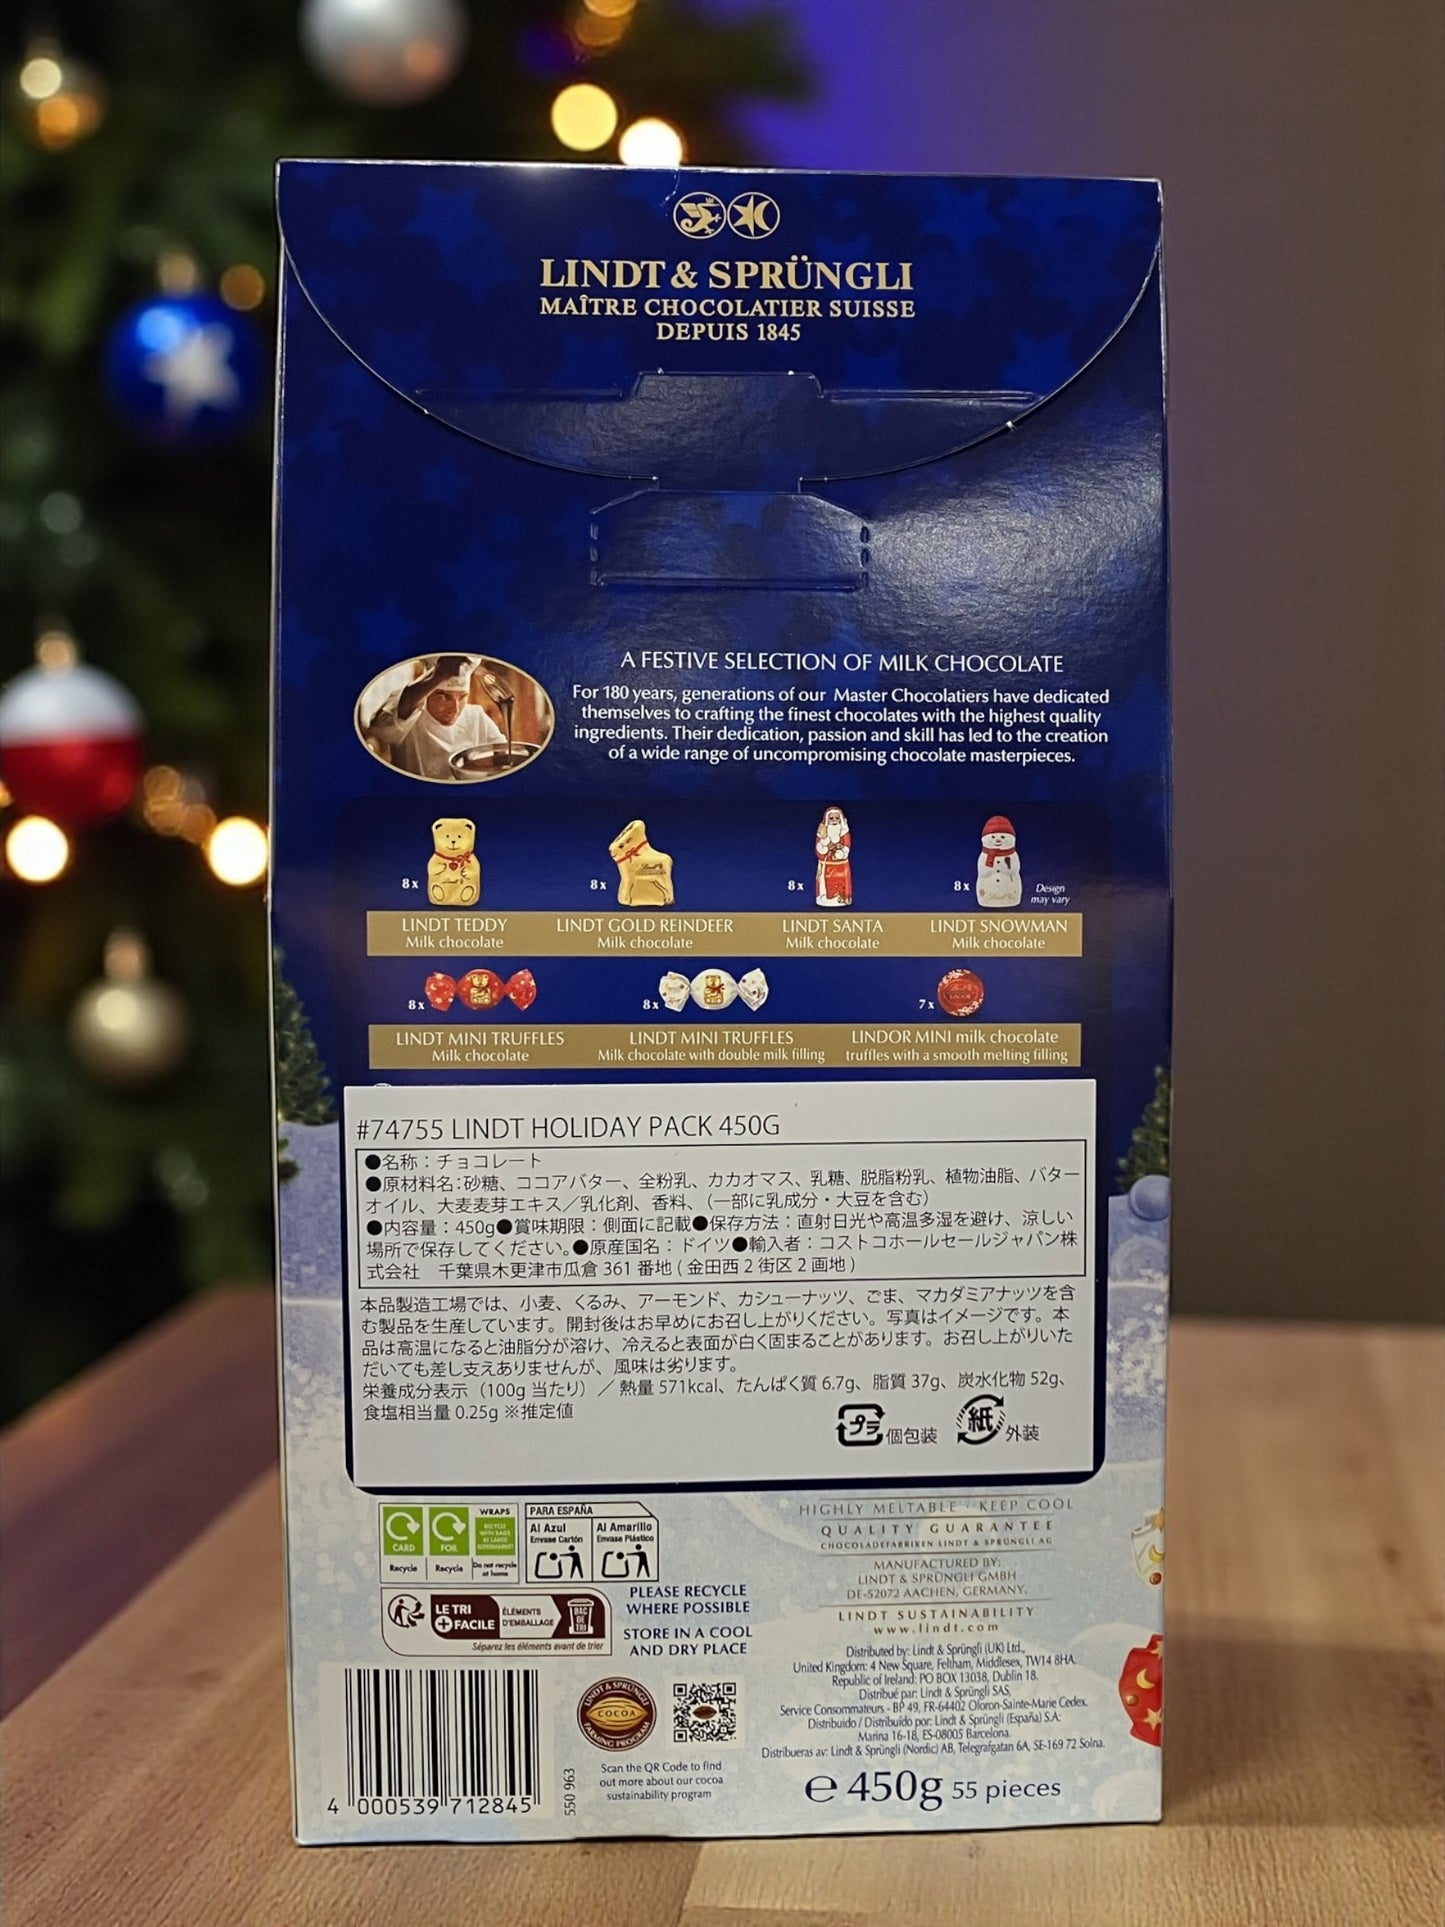 LINDT & SPRÜNGLI
MAÎTRE CHOCOLATIER SUISSE
DEPUIS 1845
A FESTIVE SELECTION OF MILK CHOCOLATE
For 180 years, generations of our Master Chocolatiers have dedicated
themselves to crafting the finest chocolates with the highest quality
ingredients. Their dedication, passion and skill has led to the creation
of a wide range of uncompromising chocolate masterpieces.
8x
8x
8x
8x
Design
may vary
LINDT TEDDY
Milk chocolate
LINDT GOLD REINDEER
Milk chocolate
LINDT SANTA
Milk chocolate
LINDT SNOWMAN
Milk chocolate
8x
8x
7x
LINDT MINI TRUFFLES
Milk chocolate
LINDT MINI TRUFFLES
Milk chocolate with double milk filling
LINDOR MINI milk chocolate
truffles with a smooth melting filling
#74755 LINDT HOLIDAY PACK 450G
●名称：チョコレート
●原材料名:砂糖、ココアバター、全粉乳、カカオマス、乳糖、脱脂粉乳、植物油脂、バター
オイル、大麦麦芽エキス／乳化剤、香料、（一部に乳成分・大豆を含む）
●内容量：450g●賞味期限：側面に記載●保存方法：直射日光や高温多湿を避け、涼しい
場所で保存してください。●原産国名：ドイツ●輸入者：コストコホールセールジャパン株
式会社　千葉県木更津市瓜倉 361 番地 ( 金田西 2 街区 2 画地 )
本品製造工場では、小麦、くるみ、アーモンド、カシューナッツ、ごま、マカダミアナッツを含
む製品を生産しています。開封後はお早めにお召し上がりください。写真はイメージです。本
品は高温になると油脂分が溶け、冷えると表面が白く固まることがあります。お召し上がりいた
だいても差し支えありませんが、風味は劣ります。
栄養成分表示（100g 当たり）／ 熱量 571kcal、たんぱく質 6.7g、脂質 37g、炭水化物 52g、
食塩相当量 0.25g ※推定値
プラ 個包装
紙 外装
CARD
Recycle
FOIL
Recycle
WRAPS
RECYCLE
WITH BAGS
AT LARGE
SUPERMARKET
Do not recycle
at home
PARA ESPAÑA
Al Azul
Envase Cartón
Al Amarillo
Envase Plástico
LE TRI
+ FACILE
ÉLÉMENTS
D'EMBALLAGE
BAC
DE
TRI
Séparez les éléments avant de trier
PLEASE RECYCLE
WHERE POSSIBLE
STORE IN A COOL
AND DRY PLACE
HIGHLY MELTABLE · KEEP COOL
QUALITY GUARANTEE
CHOCOLADEFABRIKEN LINDT & SPRÜNGLI AG
MANUFACTURED BY:
LINDT & SPRÜNGLI GMBH
DE-52072 AACHEN, GERMANY.
LINDT SUSTAINABILITY
www.lindt.com
Distributed by: Lindt & Sprüngli (UK) Ltd.,
United Kingdom: 4 New Square, Feltham, Middlesex, TW14 8HA.
Republic of Ireland: PO BOX 13038, Dublin 18.
Distribué par: Lindt & Sprüngli SAS,
Service Consommateurs - BP 49, FR-64402 Oloron-Sainte-Marie Cedex.
Distribuido / Distribuído por: Lindt & Sprüngli (España) S.A:
Marina 16-18, ES-08005 Barcelona.
Distribueras av: Lindt & Sprüngli (Nordic) AB, Telegrafgatan 6A, SE-169 72 Solna.
℮ 450g 55 pieces
LINDT & SPRÜNGLI
COCOA
FARMING PROGRAM
Scan the QR Code to find
out more about our cocoa
sustainability program
550 963
4 000539 712845